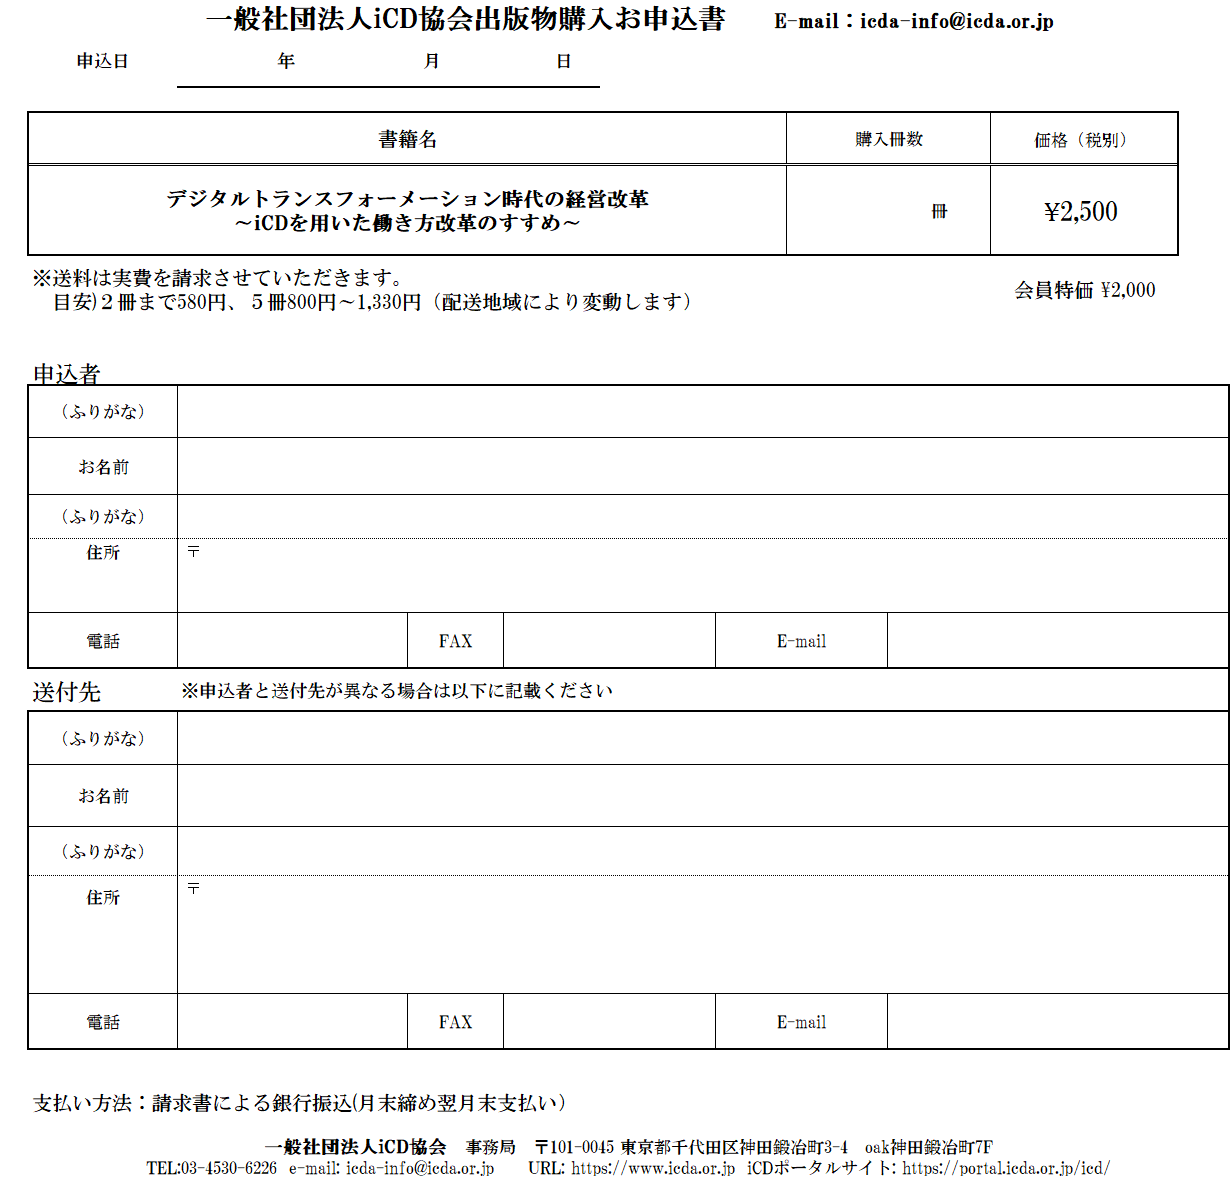 一般社団法人iCD協会出版物購入お申込書 E-mail：icda-info@icda.or.jp
申込日 年 月 日
書籍名 購入冊数 価格（税別）
デジタルトランスフォーメーション時代の経営改革
～iCDを用いた働き方改革のすすめ～
冊 ¥2,500
※送料は実費を請求させていただきます。
目安)２冊まで580円、５冊800円～1,330円（配送地域により変動します）
会員特価 ¥2,000
申込者
（ふりがな）
お名前
（ふりがな）
住所 〒
電話 FAX E-mail
送付先 ※申込者と送付先が異なる場合は以下に記載ください
（ふりがな）
お名前
（ふりがな）
住所 〒
電話 FAX E-mail
支払い方法：請求書による銀行振込(月末締め翌月末支払い）
一般社団法人iCD協会 事務局 〒101-0045 東京都千代田区神田鍛冶町3-4 oak神田鍛冶町7F
TEL:03-4530-6226 e-mail: icda-info@icda.or.jp URL: https://www.icda.or.jp iCDポータルサイト: https://portal.icda.or.jp/icd/